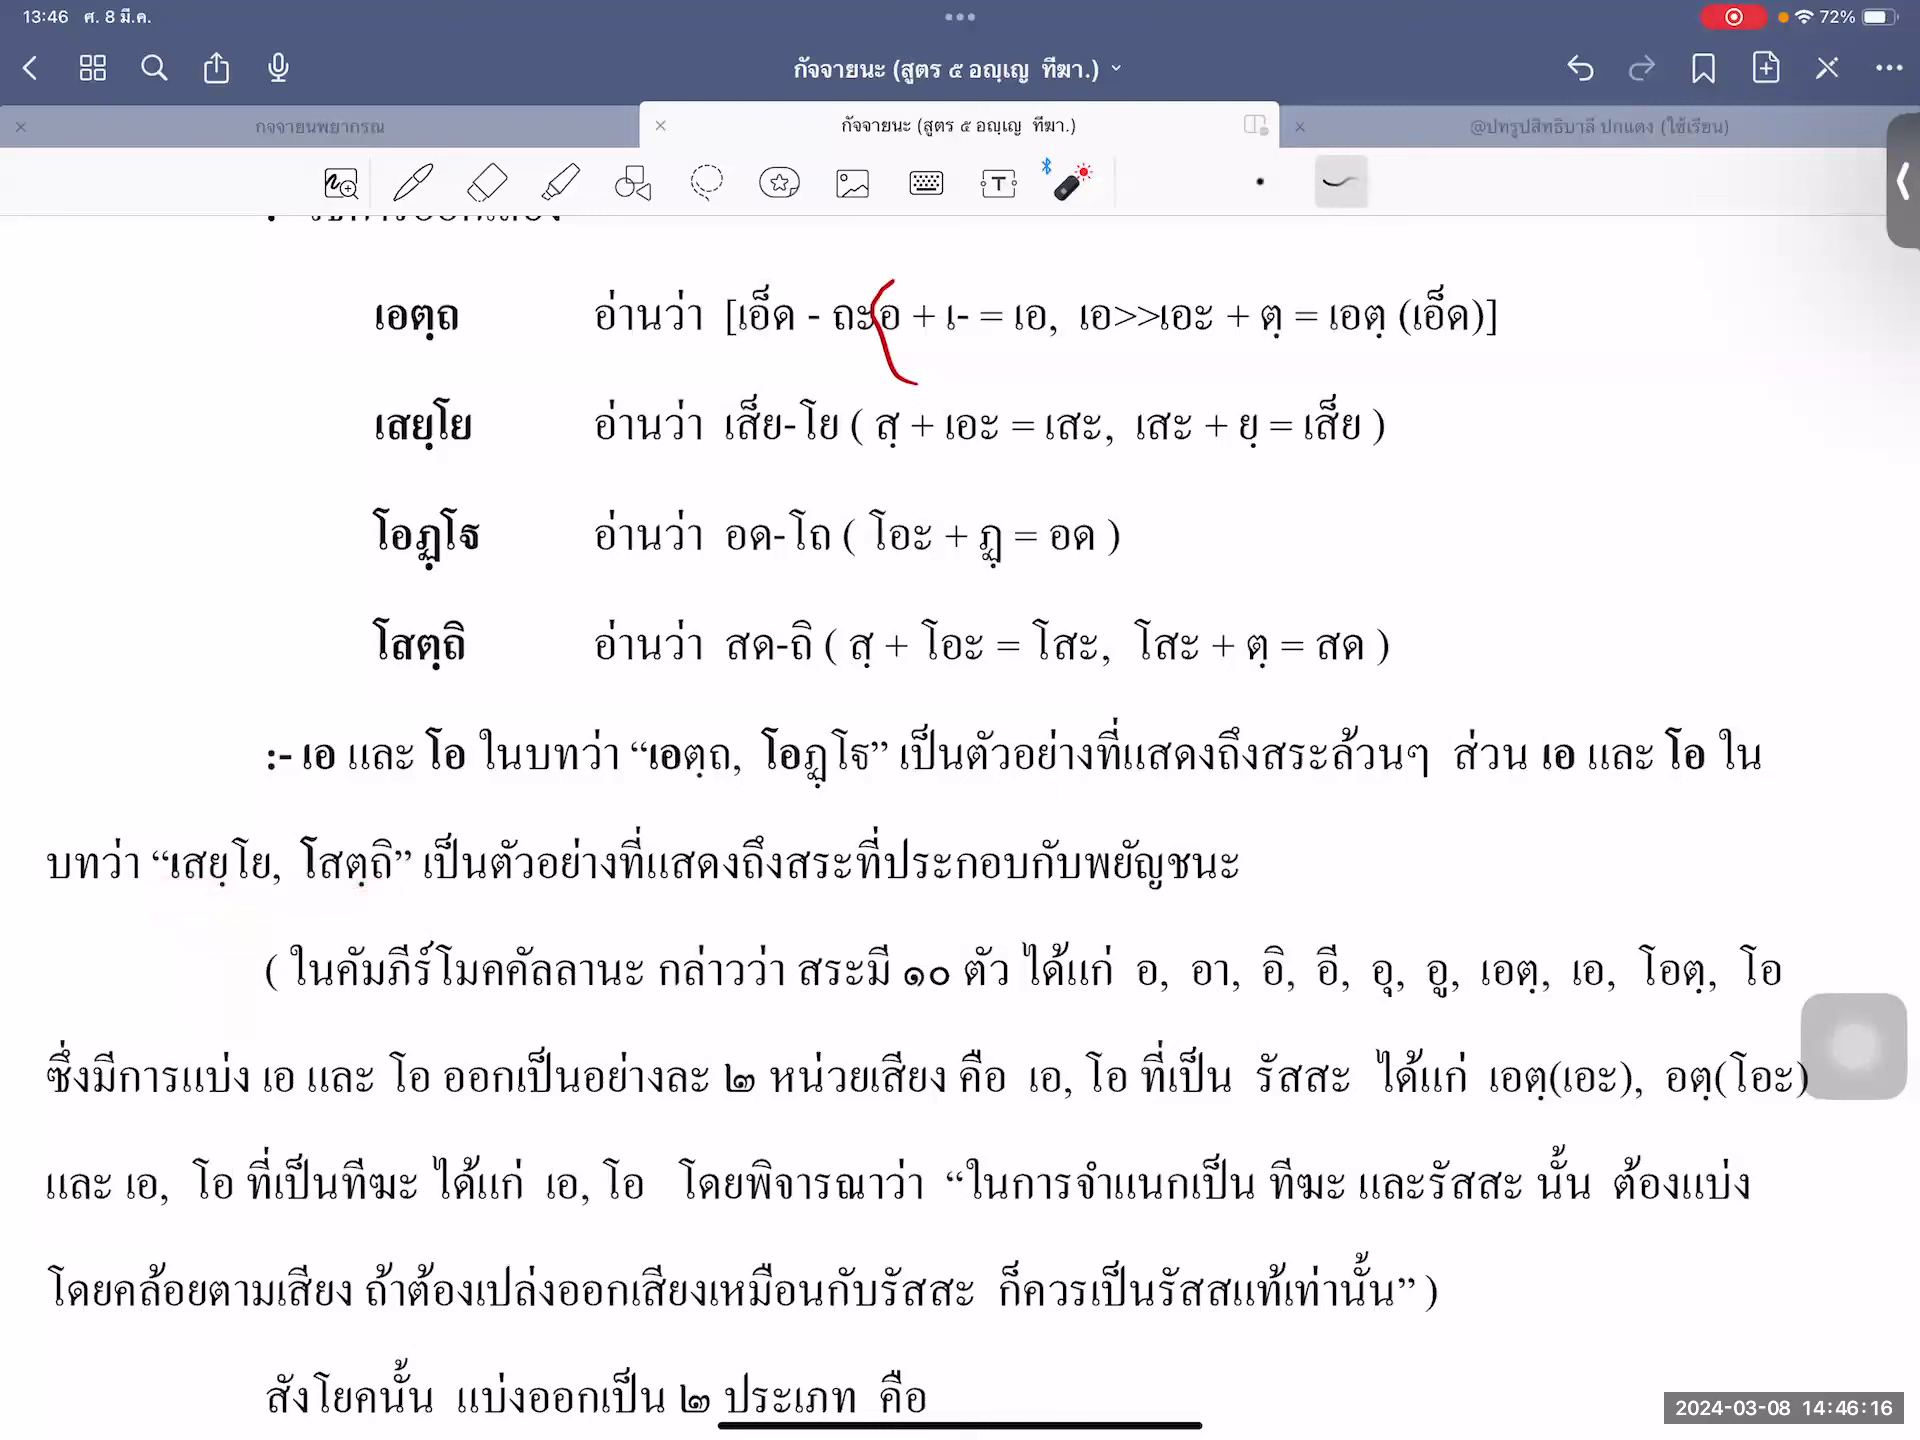 13:46 ศ. 8 มี.ค.
72%
กัจจายนะ (สูตร ๕ อญฺเญ ทีฆา.)
กจจายนพยากรณ
กัจจายนะ (สูตร ๕ อญฺเญ ทีฆา.)
@ปทรูปสิทธิบาลี ปกแดง (ใช้เรียน)
เอตฺถ อ่านว่า [เอ็ด - ถะ อ + เ- = เอ, เอ>>เอะ + ตฺ = เอตฺ (เอ็ด)]
เสยฺโย อ่านว่า เส็ย-โย ( สฺ + เอะ = เสะ, เสะ + ยฺ = เส็ย )
โอฏฺโฐ อ่านว่า อด-โถ ( โอะ + ฏฺ = อด )
โสตฺถิ อ่านว่า สด-ถิ ( สฺ + โอะ = โสะ, โสะ + ตฺ = สด )
:- เอ และ โอ ในบทว่า “เอตฺถ, โอฏฺโฐ” เป็นตัวอย่างที่แสดงถึงสระล้วนๆ ส่วน เอ และ โอ ใน
บทว่า “เสยฺโย, โสตฺถิ” เป็นตัวอย่างที่แสดงถึงสระที่ประกอบกับพยัญชนะ
( ในคัมภีร์โมคคัลลานะ กล่าวว่า สระมี ๑๐ ตัว ได้แก่ อ, อา, อิ, อี, อุ, อู, เอตฺ, เอ, โอตฺ, โอ
ซึ่งมีการแบ่ง เอ และ โอ ออกเป็นอย่างละ ๒ หน่วยเสียง คือ เอ, โอ ที่เป็น รัสสะ ได้แก่ เอตฺ(เอะ), อตฺ(โอะ)
และ เอ, โอ ที่เป็นทีฆะ ได้แก่ เอ, โอ โดยพิจารณาว่า “ในการจำแนกเป็น ทีฆะ และรัสสะ นั้น ต้องแบ่ง
โดยคล้อยตามเสียง ถ้าต้องเปล่งออกเสียงเหมือนกับรัสสะ ก็ควรเป็นรัสสแท้เท่านั้น” )
สังโยคนั้น แบ่งออกเป็น ๒ ประเภท คือ
2024-03-08 14:46:16